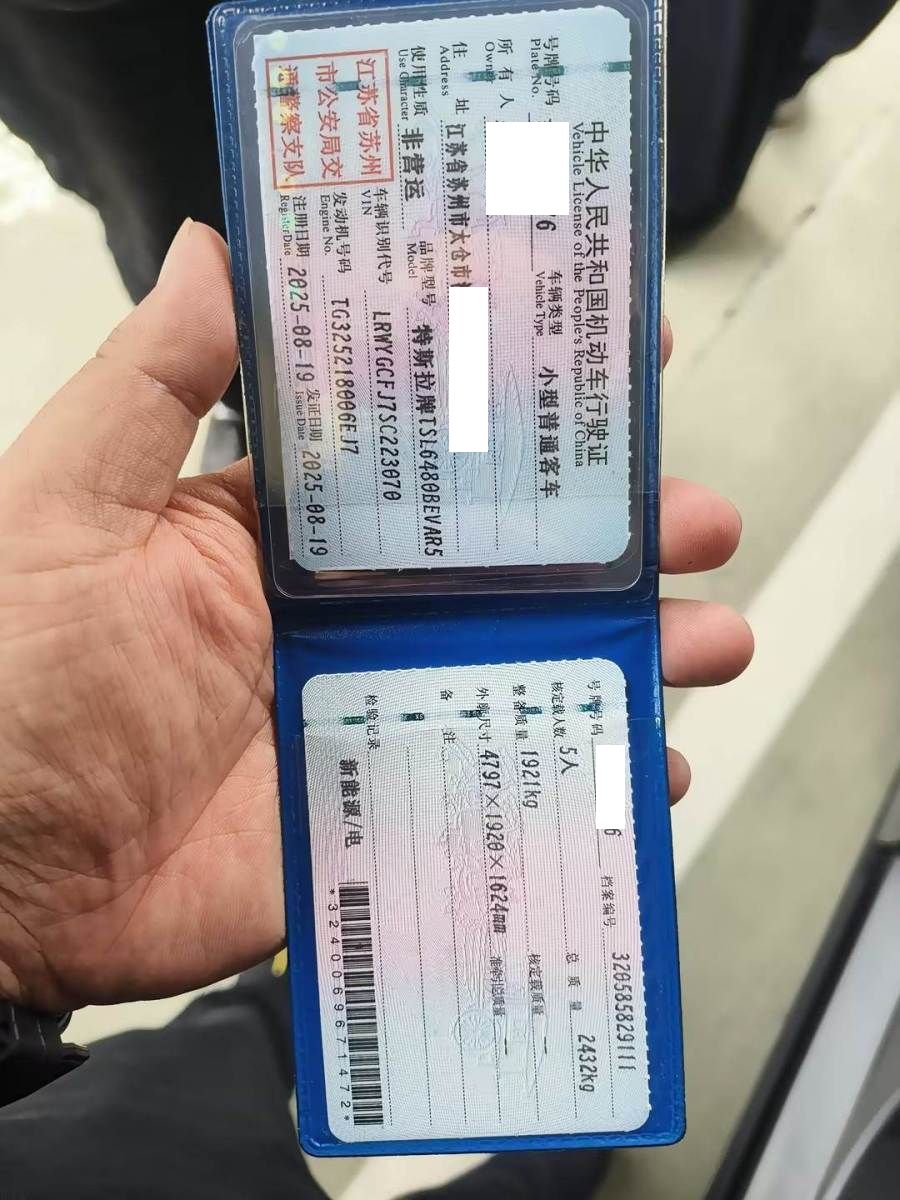 中华人民共和国机动车行驶证
Vehicle License of the People's Republic of China
号牌号码 6 车辆类型 小型普通客车
Plate No. Vehicle Type
所有人
Owner
住址 江苏省苏州市太仓市
Address
使用性质 非营运 品牌型号 特斯拉牌TSL6480BEVAR5
Use Character Model
江苏省苏州
市公安局交
通警察支队
车辆识别代号 LRWYGCFJ7SC223070
VIN
发动机号码 TG325218006EJ7
Engine No.
注册日期 2025-08-19 发证日期 2025-08-19
Register Date Issue Date
号牌号码 6 档案编号 320585829111
核定载人数 5人 总质量 2432kg
整备质量 1921kg 核定载质量 --
外廓尺寸 4797×1920×1624mm 准牵引总质量 --
备注
检验记录
新能源/电
*3240069671472*